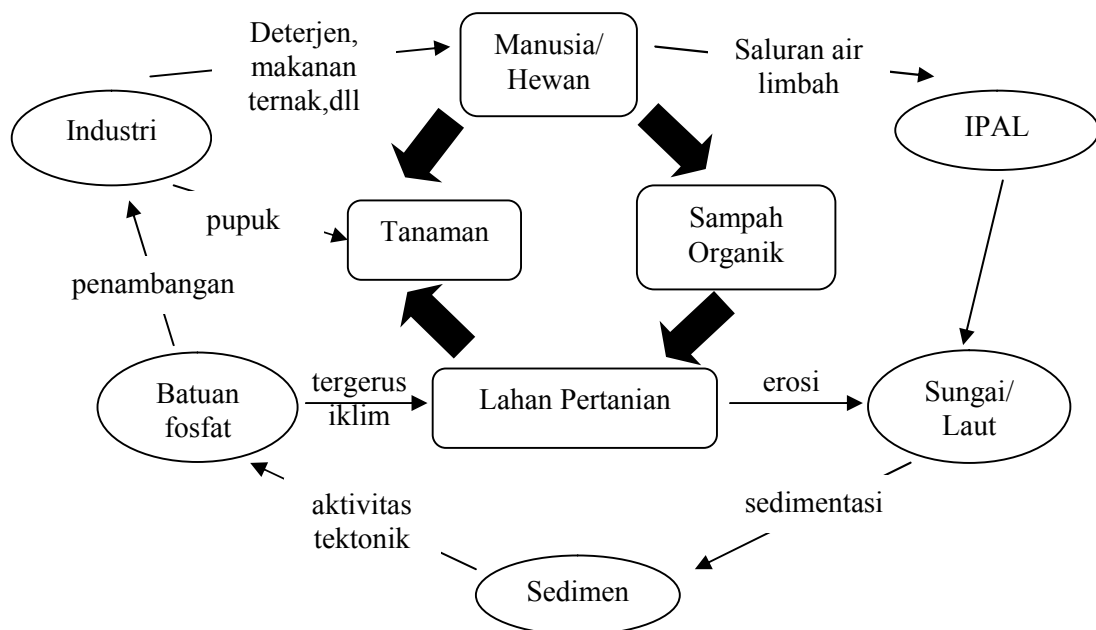 Deterjen,
makanan
ternak,dll
Manusia/
Hewan
Saluran air
limbah
Industri
IPAL
pupuk
Tanaman
Sampah
Organik
penambangan
Batuan
fosfat
tergerus
iklim
Lahan Pertanian
erosi
Sungai/
Laut
aktivitas
tektonik
sedimentasi
Sedimen